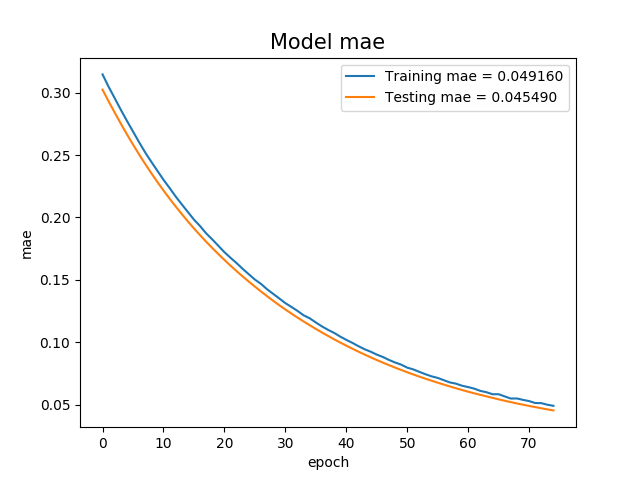 Model mae
Training mae = 0.049160
Testing mae = 0.045490
0.30
0.25
0.20
0.15
0.10
0.05
mae
0 10 20 30 40 50 60 70
epoch